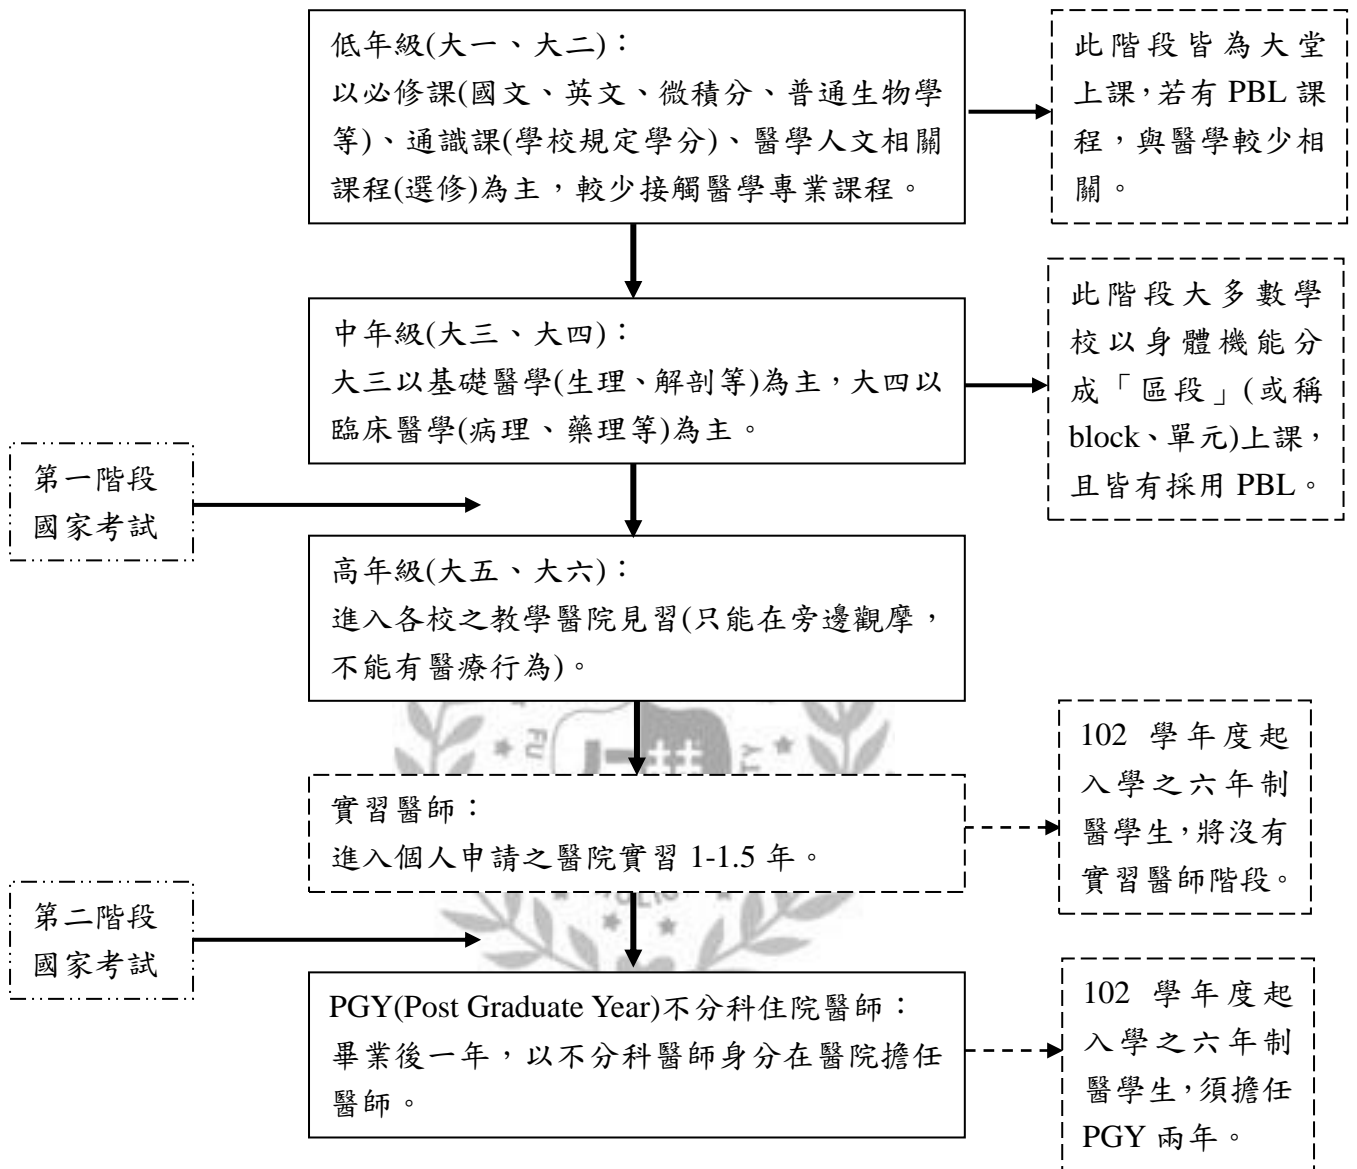 低年級(大一、大二)：
以必修課(國文、英文、微積分、普通生物學
等)、通識課(學校規定學分)、醫學人文相關
課程(選修)為主，較少接觸醫學專業課程。
此階段皆為大堂
上課，若有 PBL 課
程，與醫學較少相
關。
中年級(大三、大四)：
大三以基礎醫學(生理、解剖等)為主，大四以
臨床醫學(病理、藥理等)為主。
此階段大多數學
校以身體機能分
成「區段」(或稱
block、單元)上課，
且皆有採用 PBL。
第一階段
國家考試
高年級(大五、大六)：
進入各校之教學醫院見習(只能在旁邊觀摩，
不能有醫療行為)。
FU
實習醫師：
進入個人申請之醫院實習 1-1.5 年。
102 學年度起
入學之六年制
醫學生，將沒有
實習醫師階段。
第二階段
國家考試
PGY(Post Graduate Year)不分科住院醫師：
畢業後一年，以不分科醫師身分在醫院擔任
醫師。
102 學年度起
入學之六年制
醫學生，須擔任
PGY 兩年。